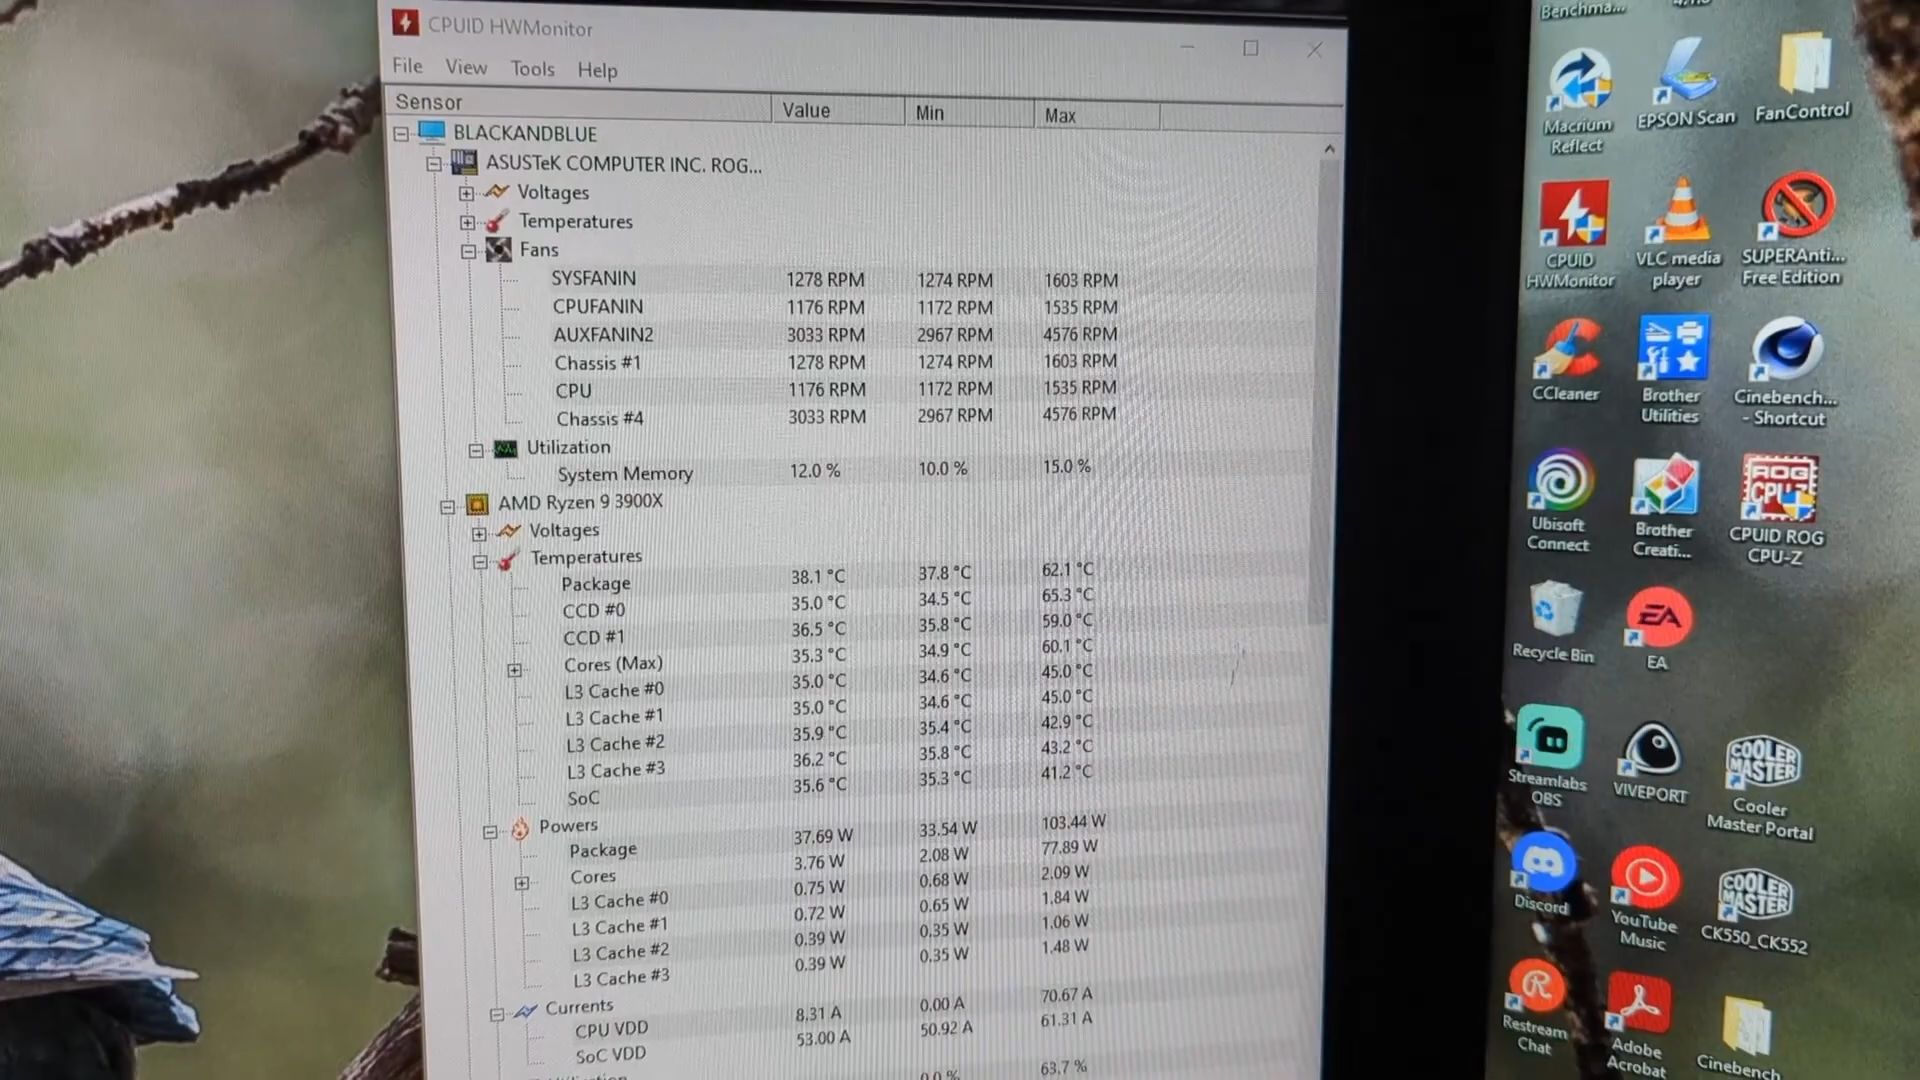 CPUID HWMonitor
File View Tools Help
Sensor Value Min Max
BLACKANDBLUE
ASUSTeK COMPUTER INC. ROG...
Voltages
Temperatures
Fans
SYSFANIN 1278 RPM 1274 RPM 1603 RPM
CPUFANIN 1176 RPM 1172 RPM 1535 RPM
AUXFANIN2 3033 RPM 2967 RPM 4576 RPM
Chassis #1 1278 RPM 1274 RPM 1603 RPM
CPU 1176 RPM 1172 RPM 1535 RPM
Chassis #4 3033 RPM 2967 RPM 4576 RPM
Utilization
System Memory 12.0 % 10.0 % 15.0 %
AMD Ryzen 9 3900X
Voltages
Temperatures
Package 38.1 °C 37.8 °C 62.1 °C
CCD #0 35.0 °C 34.5 °C 65.3 °C
CCD #1 36.5 °C 35.8 °C 59.0 °C
Cores (Max) 35.3 °C 34.9 °C 60.1 °C
L3 Cache #0 35.0 °C 34.6 °C 45.0 °C
L3 Cache #1 35.0 °C 34.6 °C 45.0 °C
L3 Cache #2 35.9 °C 35.4 °C 42.9 °C
L3 Cache #3 36.2 °C 35.8 °C 43.2 °C
SoC 35.6 °C 35.3 °C 41.2 °C
Powers
Package 37.69 W 33.54 W 103.44 W
Cores 3.76 W 2.08 W 77.89 W
L3 Cache #0 0.75 W 0.68 W 2.09 W
L3 Cache #1 0.72 W 0.65 W 1.84 W
L3 Cache #2 0.39 W 0.35 W 1.06 W
L3 Cache #3 0.39 W 0.35 W 1.48 W
Currents
CPU VDD 8.31 A 0.00 A 70.67 A
SoC VDD 53.00 A 50.92 A 61.31 A
0.0 % 63.7 %
Benchma...
Macrium
Reflect
EPSON Scan
FanControl
CPUID
HWMonitor
VLC media
player
SUPERAnti...
Free Edition
CCleaner
Brother
Utilities
Cinebench...
- Shortcut
Ubisoft
Connect
Brother
Creati...
ROG
CPU
CPUID ROG
CPU-Z
Recycle Bin
EA
EA
Streamlabs
OBS
VIVEPORT
COOLER
MASTER
Cooler
Master Portal
Discord
YouTube
Music
COOLER
MASTER
CK550_CK552
Restream
Chat
Adobe
Acrobat
Cinebench